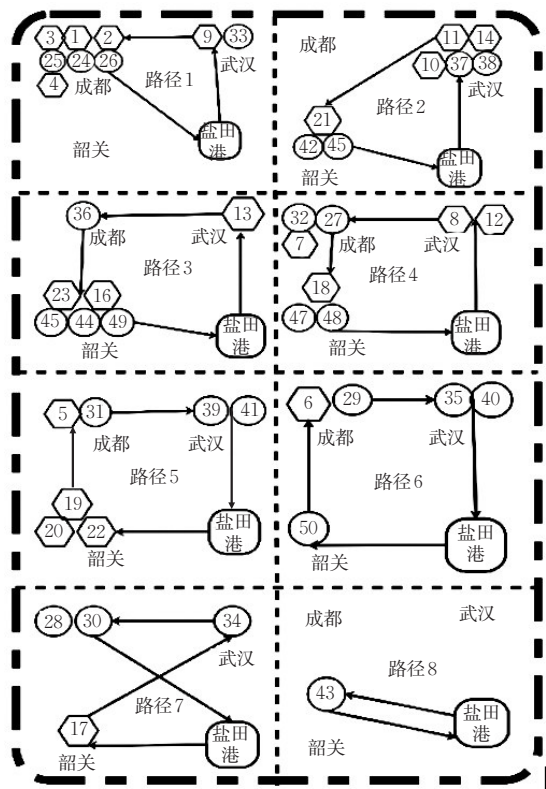 3 1 2 9 33
25 24 26 武汉
4 成都 路径1
盐田
港
韶关
成都 11 14
10 37 38
武汉
路径2
21
42 45
盐田
港
韶关
36 13
成都 武汉
路径3
23 16
45 44 49 盐田
港
韶关
32 27 8 12
7 成都 武汉
路径4
18
47 48 盐田
港
韶关
5 31 39 41
成都 武汉
路径5
19
20 22 盐田
港
韶关
6 29 35 40
成都 武汉
路径6
50 盐田
港
韶关
28 30 34
武汉
路径7
17 盐田
港
韶关
成都 武汉
路径8
43
盐田
港
韶关